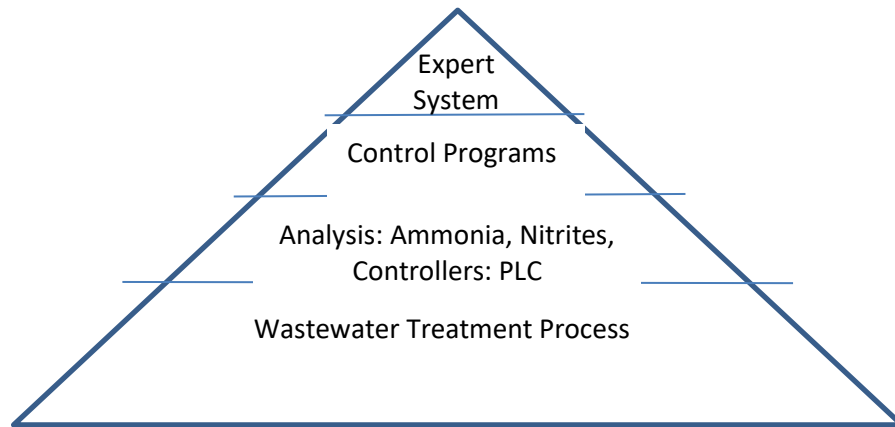 Expert
System
Control Programs
Analysis: Ammonia, Nitrites,
Controllers: PLC
Wastewater Treatment Process